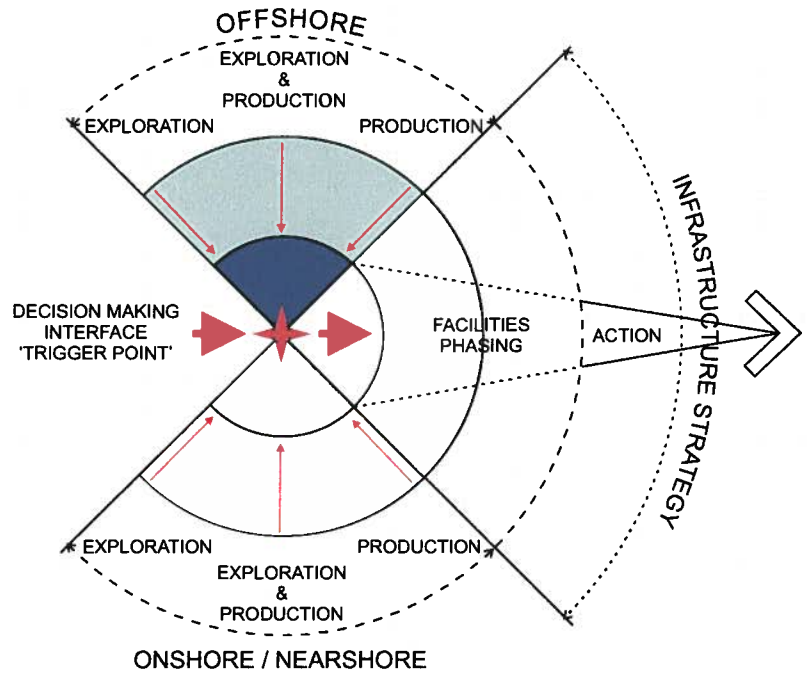 OFFSHORE
EXPLORATION
&
PRODUCTION
EXPLORATION
PRODUCTION
DECISION MAKING
INTERFACE
'TRIGGER POINT'
FACILITIES
PHASING
ACTION
INFRASTRUCTURE STRATEGY
EXPLORATION
PRODUCTION
EXPLORATION
&
PRODUCTION
ONSHORE / NEARSHORE